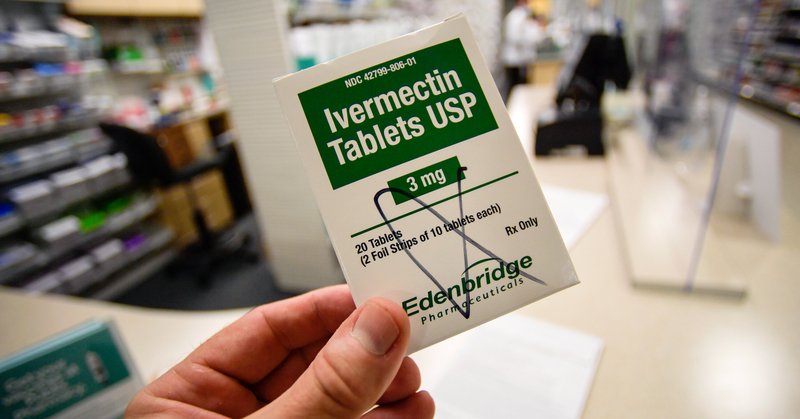 NDC 42799-806-01
Ivermectin
Tablets USP
3 mg
20 Tablets
(2 Foil Strips of 10 tablets each)
Rx Only
Edenbridge
Pharmaceuticals